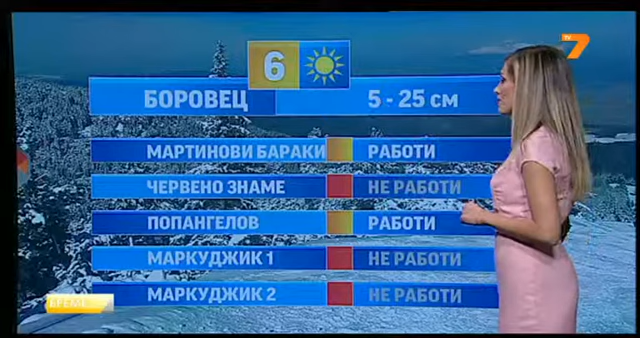 TV7
6
БОРОВЕЦ 5 - 25 см
МАРТИНОВИ БАРАКИ РАБОТИ
ЧЕРВЕНО ЗНАМЕ НЕ РАБОТИ
ПОПАНГЕЛОВ РАБОТИ
МАРКУДЖИК 1 НЕ РАБОТИ
МАРКУДЖИК 2 НЕ РАБОТИ
ВРЕМЕ